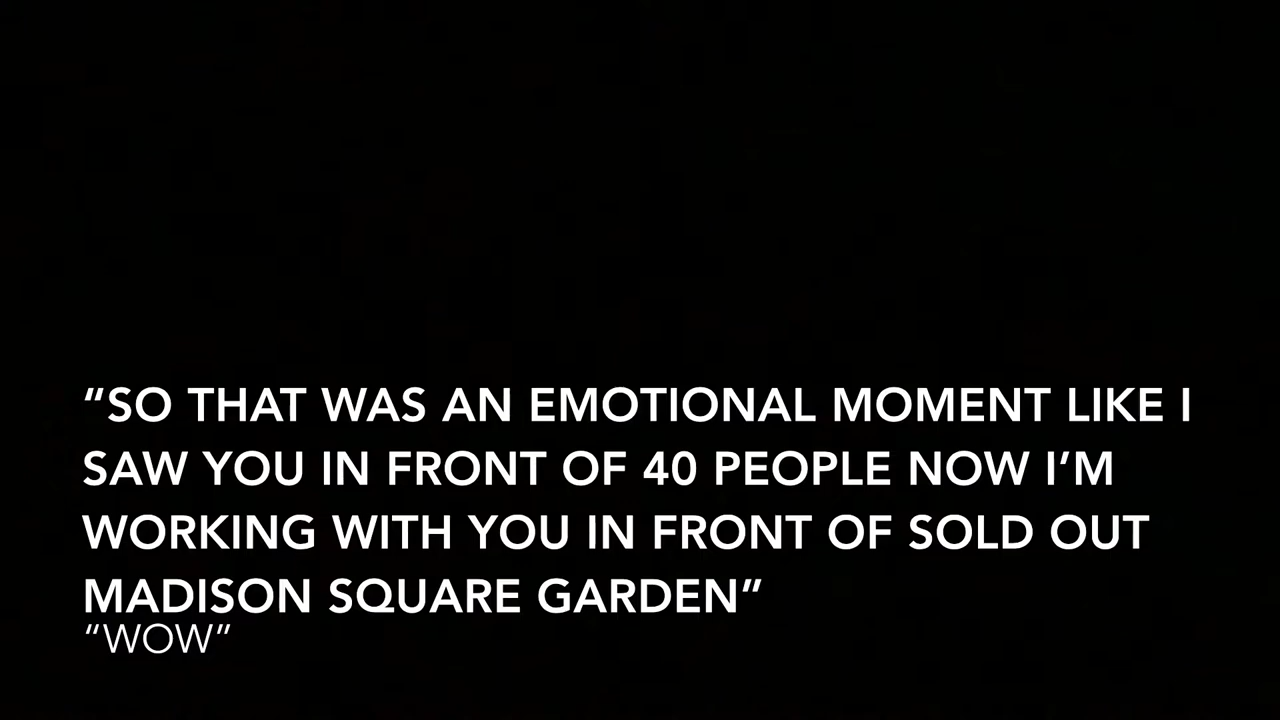 “SO THAT WAS AN EMOTIONAL MOMENT LIKE I
SAW YOU IN FRONT OF 40 PEOPLE NOW I’M
WORKING WITH YOU IN FRONT OF SOLD OUT
MADISON SQUARE GARDEN”
“WOW”